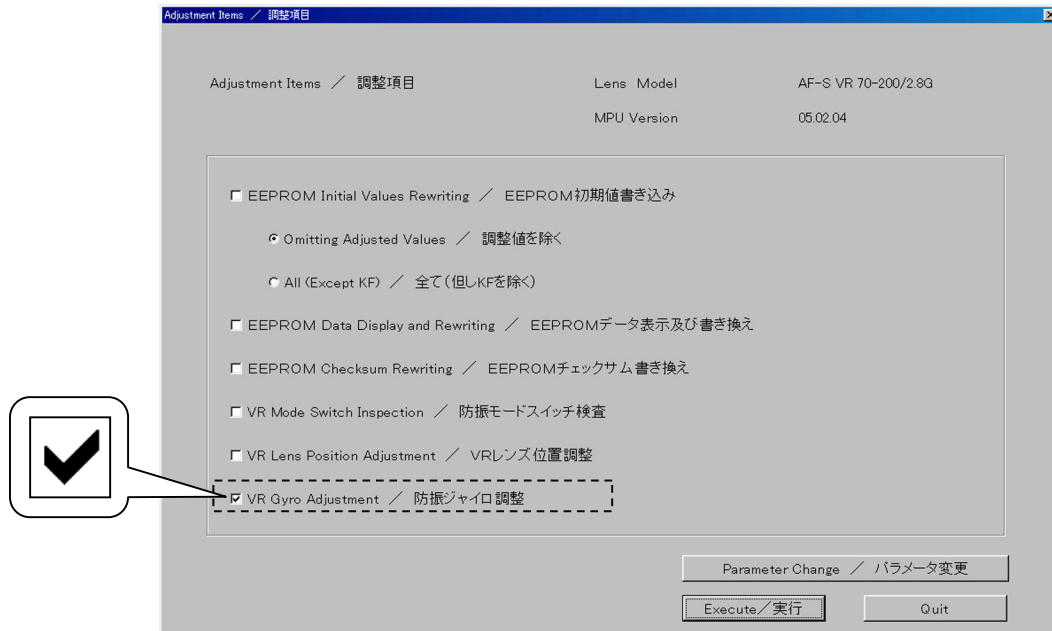 Adjustment Items ／ 調整項目
Adjustment Items ／ 調整項目 Lens Model AF-S VR 70-200/2.8G
MPU Version 05.02.04
EEPROM Initial Values Rewriting ／ EEPROM初期値書き込み
Omitting Adjusted Values ／ 調整値を除く
All (Except KF) ／ 全て(但しKFを除く)
EEPROM Data Display and Rewriting ／ EEPROMデータ表示及び書き換え
EEPROM Checksum Rewriting ／ EEPROMチェックサム書き換え
VR Mode Switch Inspection ／ 防振モードスイッチ検査
VR Lens Position Adjustment ／ VRレンズ位置調整
VR Gyro Adjustment ／ 防振ジャイロ調整
Parameter Change ／ パラメータ変更
Execute／実行 Quit